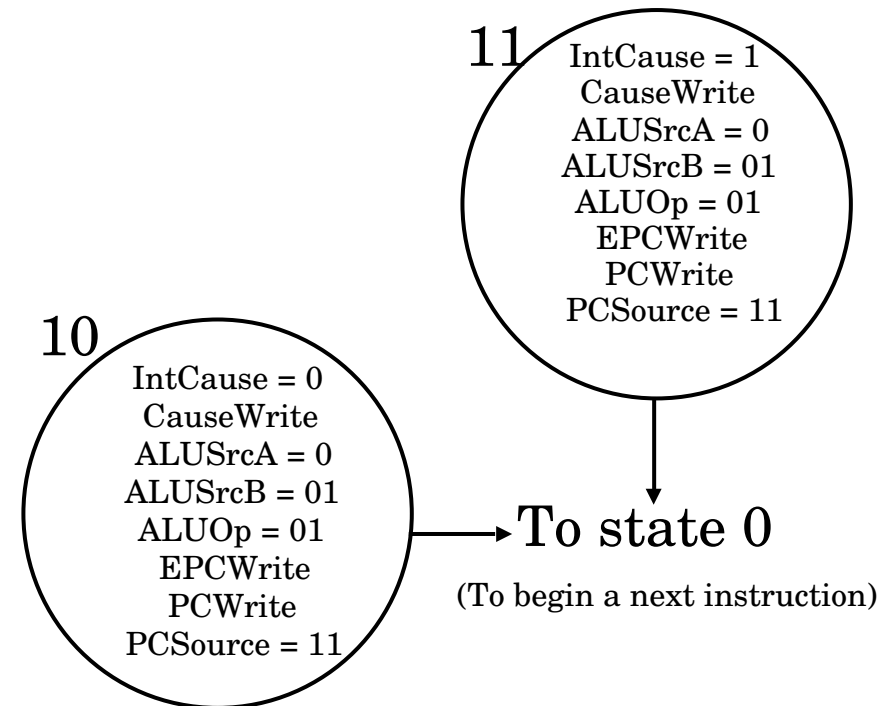 11
IntCause = 1
CauseWrite
ALUSrcA = 0
ALUSrcB = 01
ALUOp = 01
EPCWrite
PCWrite
PCSource = 11
10
IntCause = 0
CauseWrite
ALUSrcA = 0
ALUSrcB = 01
ALUOp = 01
EPCWrite
PCWrite
PCSource = 11
To state 0
(To begin a next instruction)